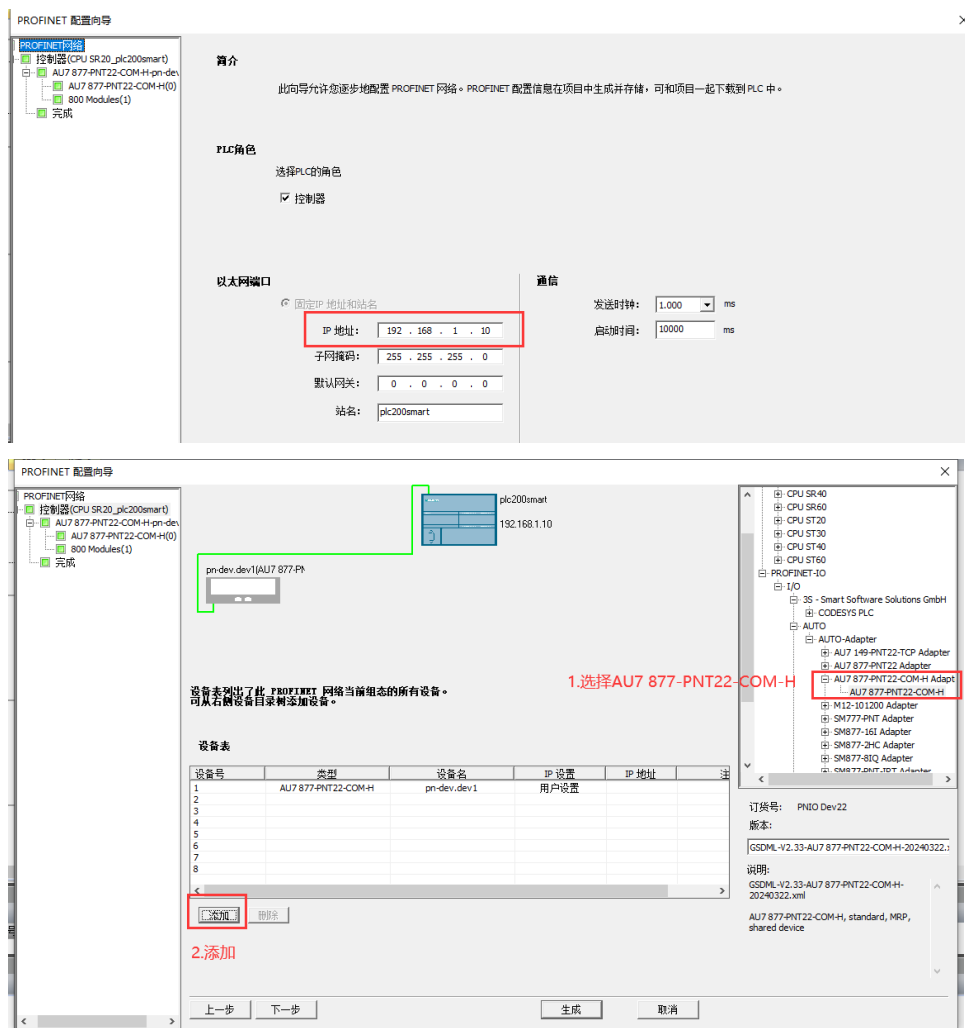 PROFINET 配置向导
PROFINET网络
控制器(CPU SR20_plc200smart)
AU7 877-PNT22-COM-H-pn-dev
AU7 877-PNT22-COM-H(0)
800 Modules(1)
完成
简介
此向导允许您逐步地配置 PROFINET 网络。PROFINET 配置信息在项目中生成并存储，可和项目一起下载到 PLC 中。
PLC角色
选择PLC的角色
控制器
以太网端口
固定IP 地址和站名
IP 地址: 192 . 168 . 1 . 10
子网掩码: 255 . 255 . 255 . 0
默认网关: 0 . 0 . 0 . 0
站名: plc200smart
通信
发送时钟: 1.000 ms
启动时间: 10000 ms
PROFINET 配置向导
PROFINET网络
控制器(CPU SR20_plc200smart)
AU7 877-PNT22-COM-H-pn-dev
AU7 877-PNT22-COM-H(0)
800 Modules(1)
完成
plc200smart
192.168.1.10
pn-dev.dev1(AU7 877-PN
设备表列出了此 PROFINET 网络当前组态的所有设备。
可从右侧设备目录树添加设备。
1.选择AU7 877-PNT22-COM-H
设备表
设备号 类型 设备名 IP 设置 IP 地址 注
1 AU7 877-PNT22-COM-H pn-dev.dev1 用户设置
2
3
4
5
6
7
8
添加 删除
2.添加
上一步 下一步 生成 取消
CPU SR40
CPU SR60
CPU ST20
CPU ST30
CPU ST40
CPU ST60
PROFINET-IO
I/O
3S - Smart Software Solutions GmbH
CODESYS PLC
AUTO
AUTO-Adapter
AU7 149-PNT22-TCP Adapter
AU7 877-PNT22 Adapter
AU7 877-PNT22-COM-H Adapt
AU7 877-PNT22-COM-H
M12-101200 Adapter
SM777-PNT Adapter
SM877-16I Adapter
SM877-2HC Adapter
SM877-8IQ Adapter
SM877-PNT-IRT Adapter
订货号: PNIO Dev22
版本:
GSDML-V2.33-AU7 877-PNT22-COM-H-20240322.
说明:
GSDML-V2.33-AU7 877-PNT22-COM-H-
20240322.xml
AU7 877-PNT22-COM-H, standard, MRP,
shared device